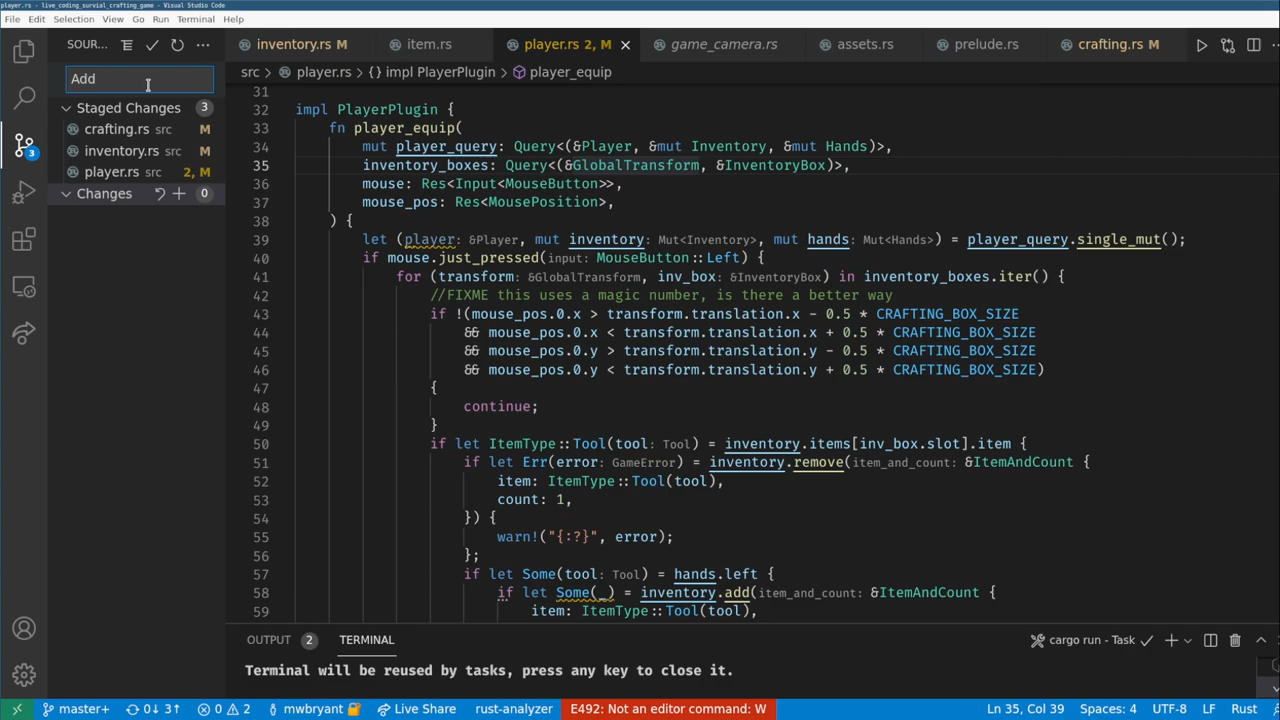 player.rs - live_coding_survial_crafting_game - Visual Studio Code
File Edit Selection View Go Run Terminal Help
SOUR...
inventory.rs M item.rs player.rs 2, M game_camera.rs assets.rs prelude.rs crafting.rs M
Add
Staged Changes 3
crafting.rs src M
inventory.rs src M
player.rs src 2, M
Changes 0
src > player.rs > {} impl PlayerPlugin > player_equip
31
32 impl PlayerPlugin {
33 fn player_equip(
34 mut player_query: Query<(&Player, &mut Inventory, &mut Hands)>,
35 inventory_boxes: Query<(&GlobalTransform, &InventoryBox)>,
36 mouse: Res<Input<MouseButton>>,
37 mouse_pos: Res<MousePosition>,
38 ) {
39 let (player: &Player, mut inventory: Mut<Inventory>, mut hands: Mut<Hands>) = player_query.single_mut();
40 if mouse.just_pressed(input: MouseButton::Left) {
41 for (transform: &GlobalTransform, inv_box: &InventoryBox) in inventory_boxes.iter() {
42 //FIXME this uses a magic number, is there a better way
43 if !(mouse_pos.0.x > transform.translation.x - 0.5 * CRAFTING_BOX_SIZE
44 && mouse_pos.0.x < transform.translation.x + 0.5 * CRAFTING_BOX_SIZE
45 && mouse_pos.0.y > transform.translation.y - 0.5 * CRAFTING_BOX_SIZE
46 && mouse_pos.0.y < transform.translation.y + 0.5 * CRAFTING_BOX_SIZE)
47 {
48 continue;
49 }
50 if let ItemType::Tool(tool: Tool) = inventory.items[inv_box.slot].item {
51 if let Err(error: GameError) = inventory.remove(item_and_count: &ItemAndCount {
52 item: ItemType::Tool(tool),
53 count: 1,
54 }) {
55 warn!("{:?}", error);
56 };
57 if let Some(tool: Tool) = hands.left {
58 if let Some(_) = inventory.add(item_and_count: &ItemAndCount {
59 item: ItemType::Tool(tool),
3
OUTPUT 2 TERMINAL
cargo run - Task
Terminal will be reused by tasks, press any key to close it.
master+ 0↓ 3↑ 0 2 mwbryant Live Share rust-analyzer E492: Not an editor command: W Ln 35, Col 39 Spaces: 4 UTF-8 LF Rust